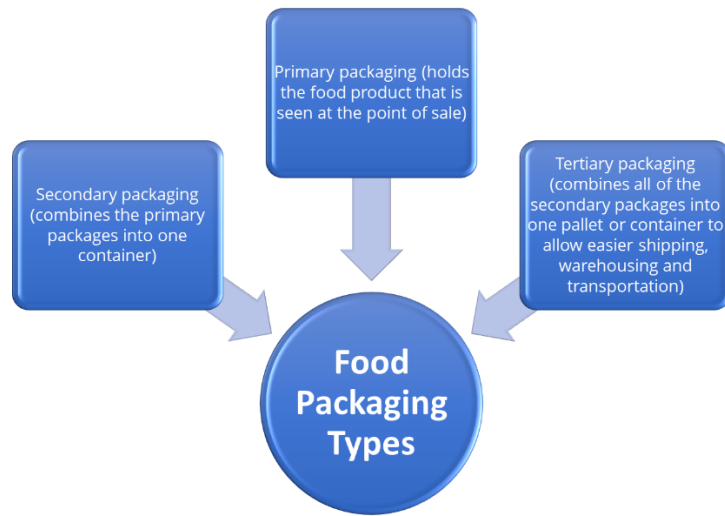 Primary packaging (holds
the food product that is
seen at the point of sale)
Secondary packaging
(combines the primary
packages into one
container)
Tertiary packaging
(combines all of the
secondary packages into
one pallet or container to
allow easier shipping,
warehousing and
transportation)
Food
Packaging
Types